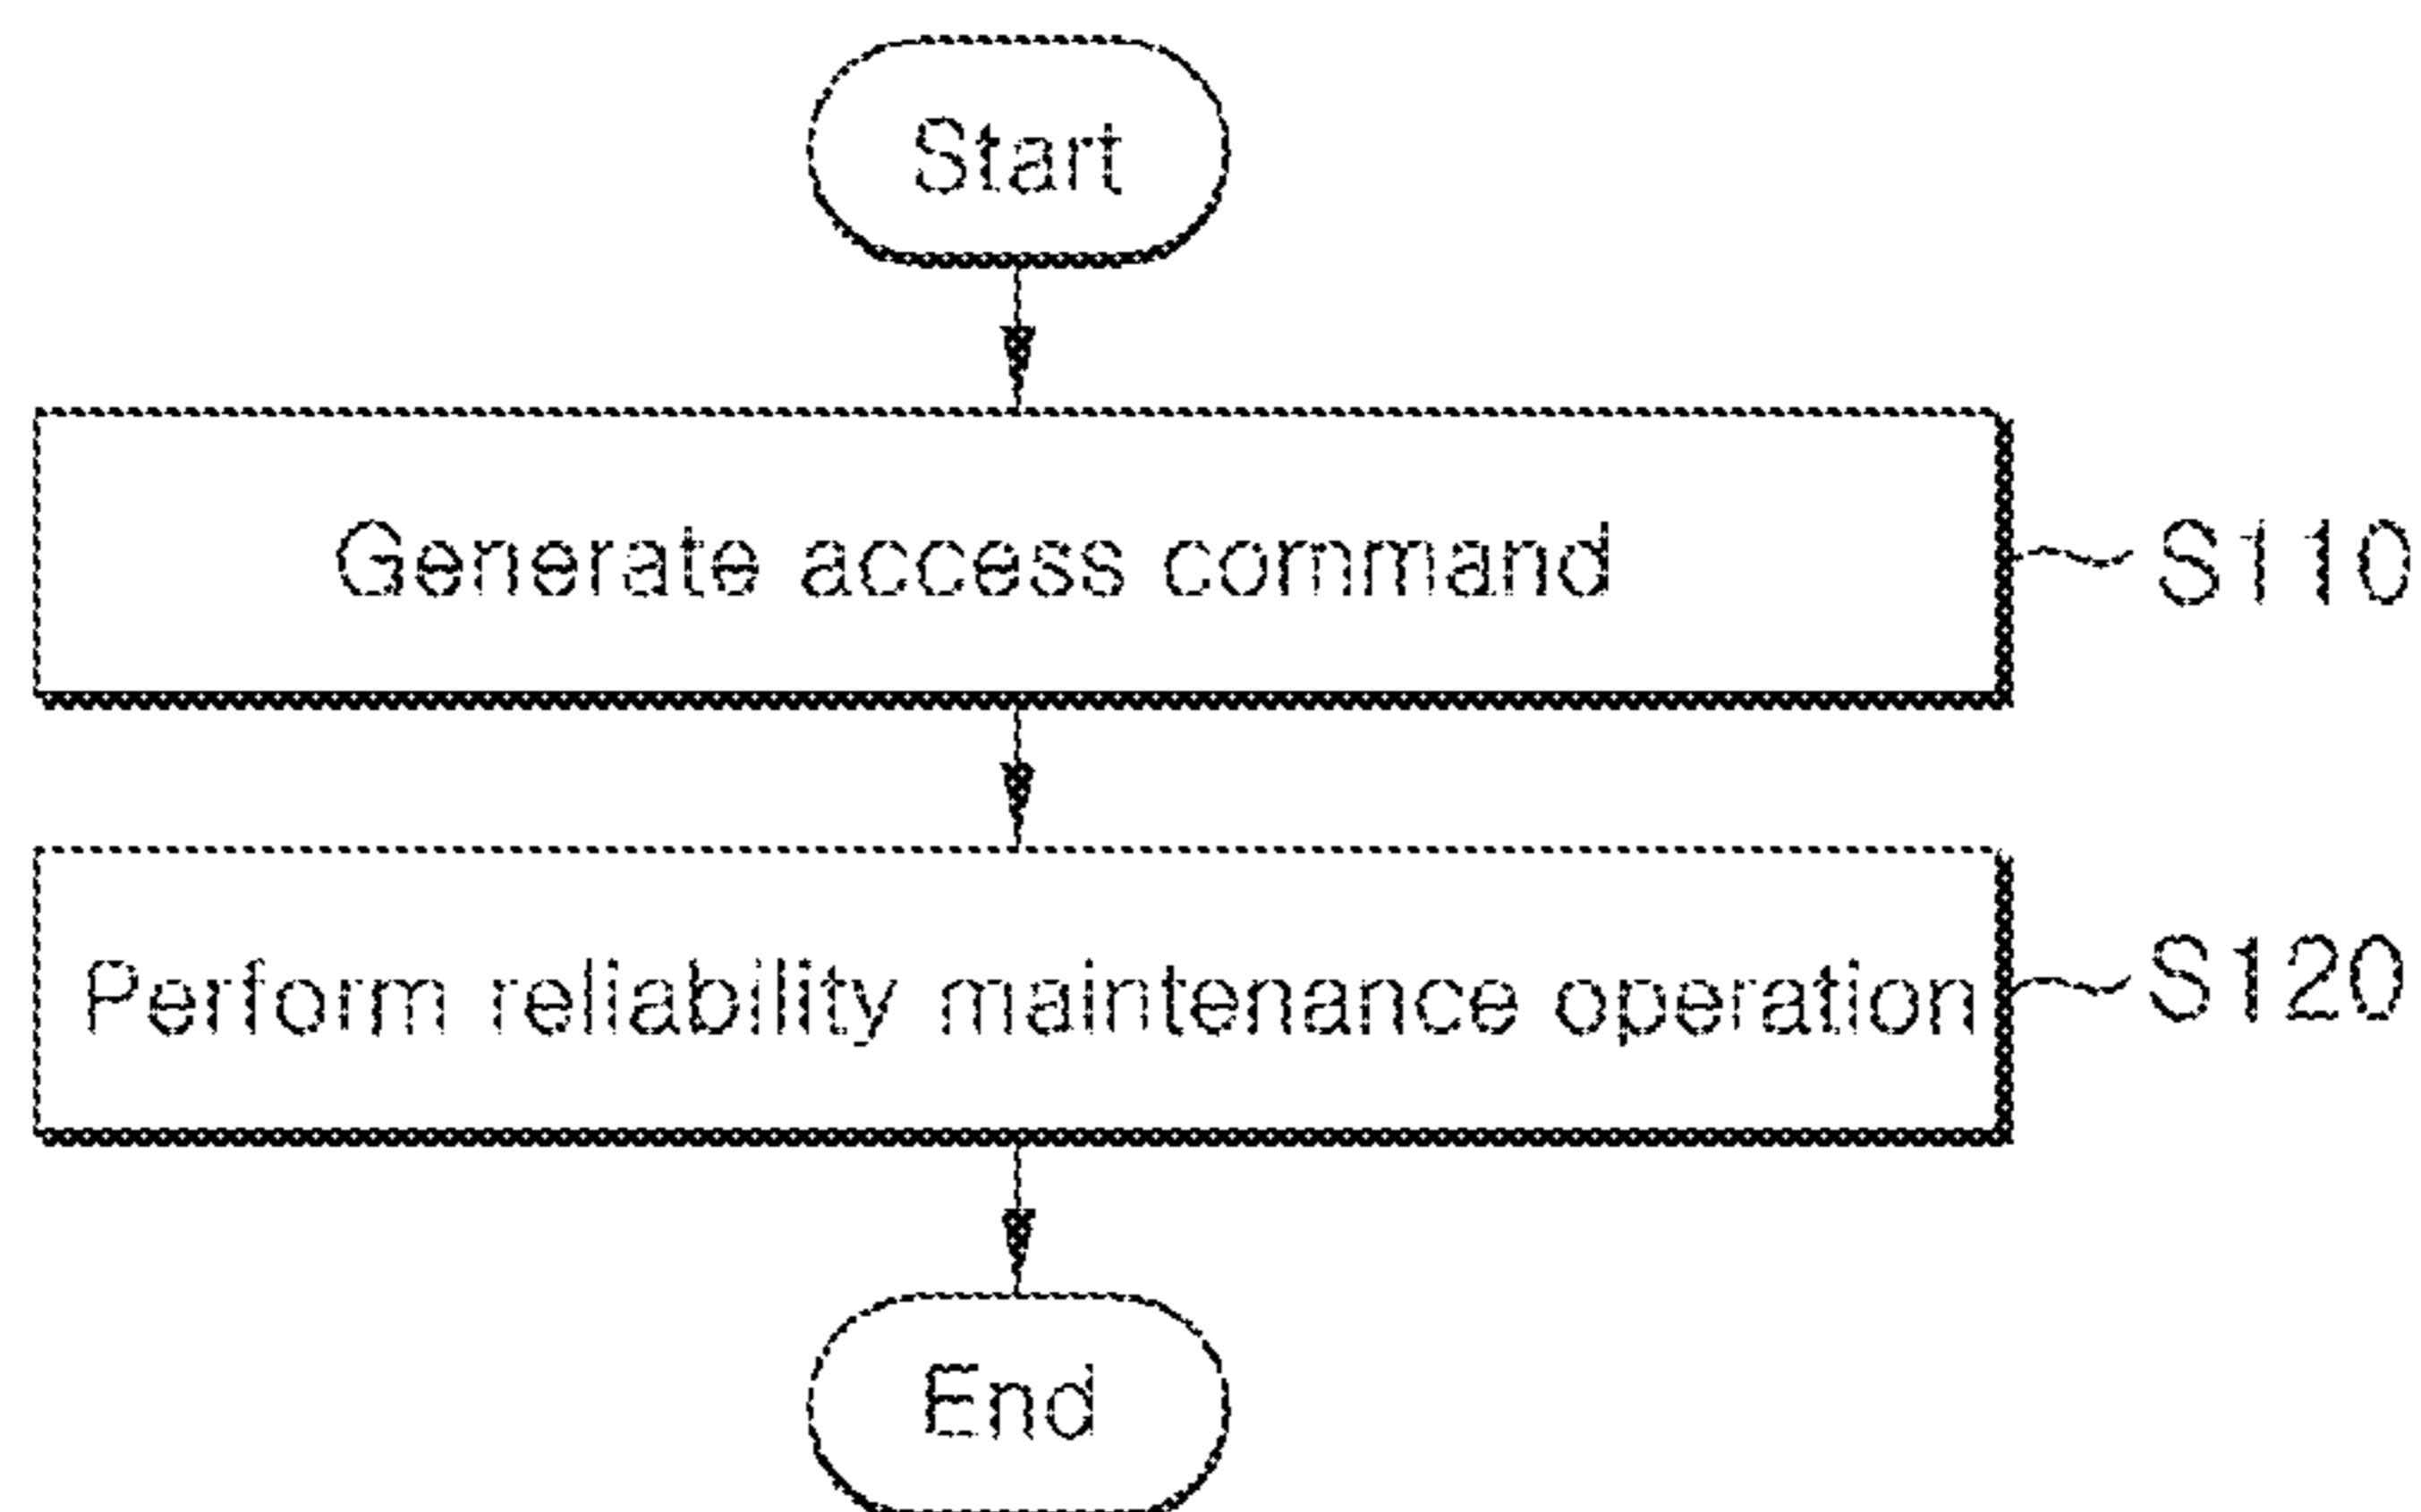 Start
Generate access command
S110
Perform reliability maintenance operation
S120
End